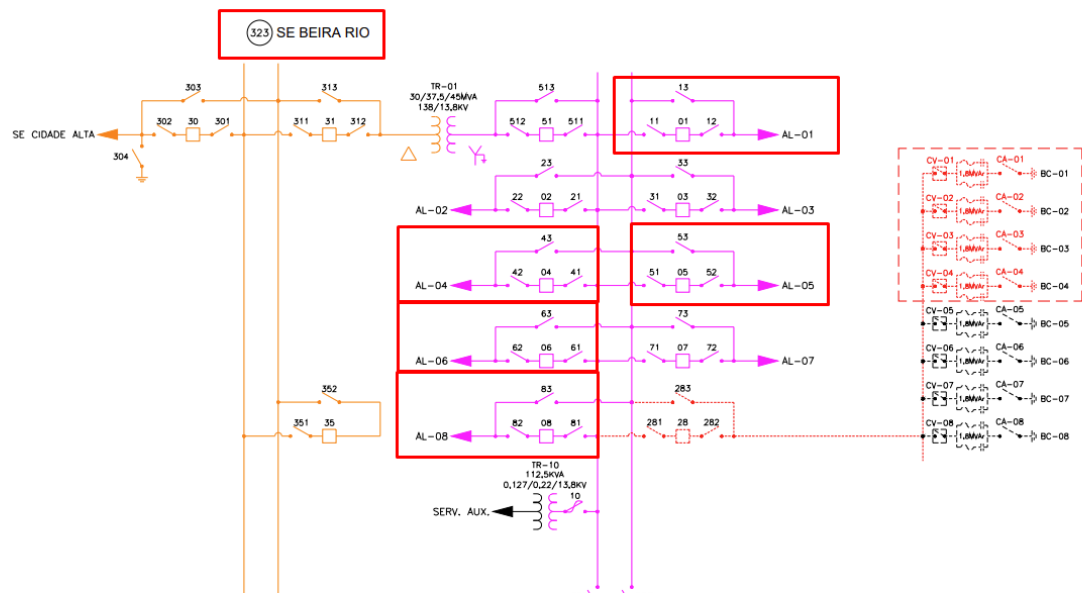 323 SE BEIRA RIO
TR-01
30/37,5/45MVA
138/13,8KV
303
313
513
13
SE CIDADE ALTA
302 30 301
311 31 312
512 51 511
11 01 12
AL-01
304
23
33
AL-02
22 02 21
31 03 32
AL-03
43
53
AL-04
42 04 41
51 05 52
AL-05
63
73
AL-06
62 06 61
71 07 72
AL-07
352
83
283
351 35
AL-08
82 08 81
281 28 282
TR-10
112,5KVA
0,127/0,22/13,8KV
10
SERV. AUX.
CV-01 1,8MVAr CA-01 BC-01
CV-02 1,8MVAr CA-02 BC-02
CV-03 1,8MVAr CA-03 BC-03
CV-04 1,8MVAr CA-04 BC-04
CV-05 1,8MVAr CA-05 BC-05
CV-06 1,8MVAr CA-06 BC-06
CV-07 1,8MVAr CA-07 BC-07
CV-08 1,8MVAr CA-08 BC-08